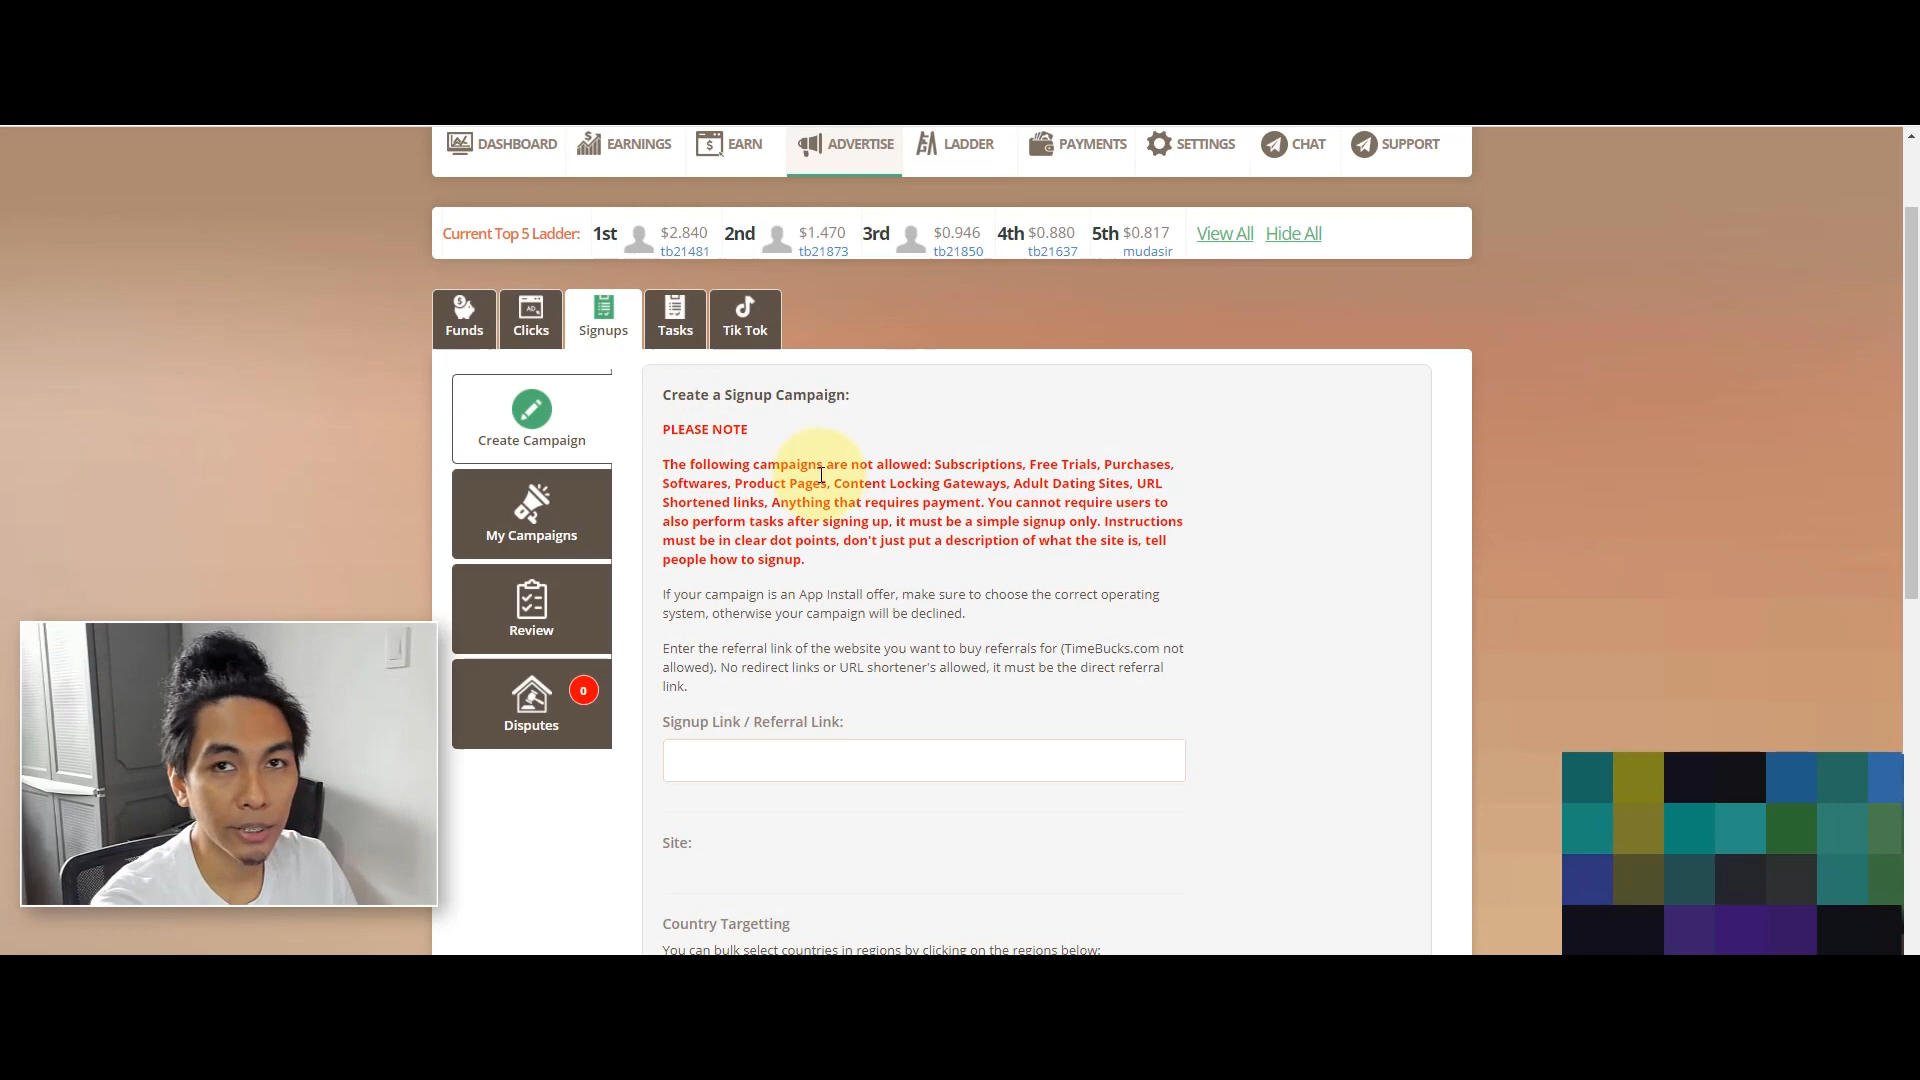 DASHBOARD EARNINGS EARN ADVERTISE LADDER PAYMENTS SETTINGS CHAT SUPPORT
Current Top 5 Ladder: 1st $2.840 2nd $1.470 3rd $0.946 4th $0.880 5th $0.817 View All Hide All
tb21481 tb21873 tb21850 tb21637 mudasir
Funds Clicks Signups Tasks Tik Tok
Create Campaign
My Campaigns
Review
0
Disputes
Create a Signup Campaign:
PLEASE NOTE
The following campaigns are not allowed: Subscriptions, Free Trials, Purchases,
Softwares, Product Pages, Content Locking Gateways, Adult Dating Sites, URL
Shortened links, Anything that requires payment. You cannot require users to
also perform tasks after signing up, it must be a simple signup only. Instructions
must be in clear dot points, don't just put a description of what the site is, tell
people how to signup.
If your campaign is an App Install offer, make sure to choose the correct operating
system, otherwise your campaign will be declined.
Enter the referral link of the website you want to buy referrals for (TimeBucks.com not
allowed). No redirect links or URL shortener's allowed, it must be the direct referral
link.
Signup Link / Referral Link:
Site:
Country Targetting
You can bulk select countries in regions by clicking on the regions below: